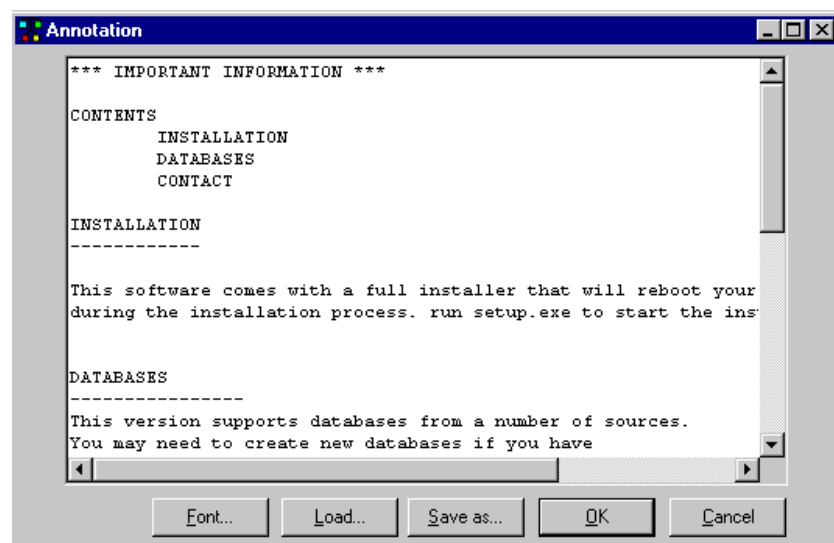 Annotation
*** IMPORTANT INFORMATION ***
CONTENTS
INSTALLATION
DATABASES
CONTACT
INSTALLATION
------------
This software comes with a full installer that will reboot your
during the installation process. run setup.exe to start the ins
DATABASES
----------------
This version supports databases from a number of sources.
You may need to create new databases if you have
Font... Load... Save as... OK Cancel